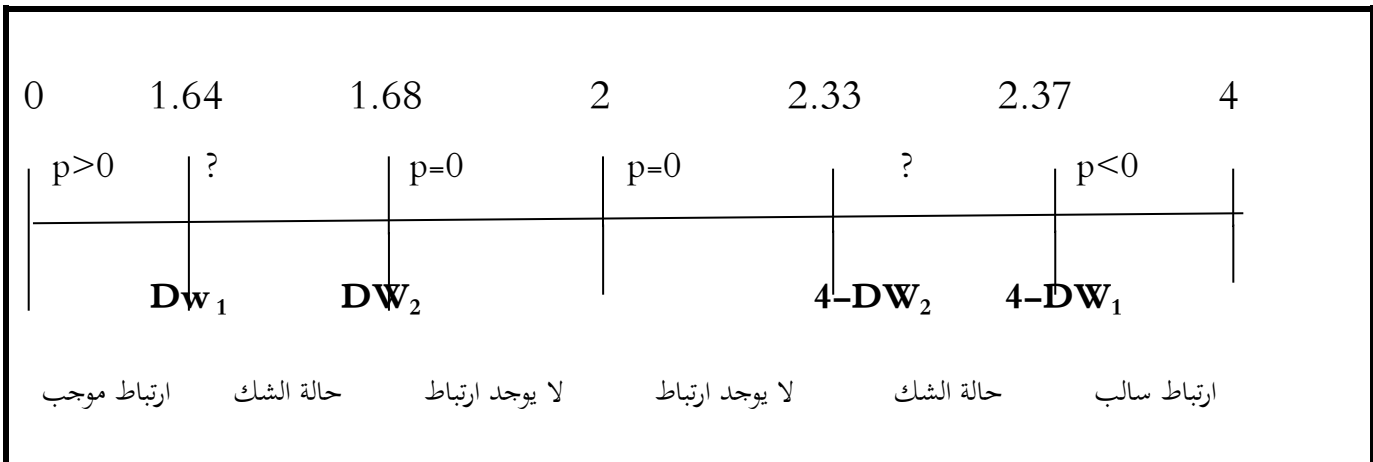 0 1.64 1.68 2 2.33 2.37 4
p>0 ? p=0 p=0 ? p<0
Dw₁ DW₂ 4-DW₂ 4-DW₁
ارتباط موجب حالة الشك لا يوجد ارتباط لا يوجد ارتباط حالة الشك ارتباط سالب